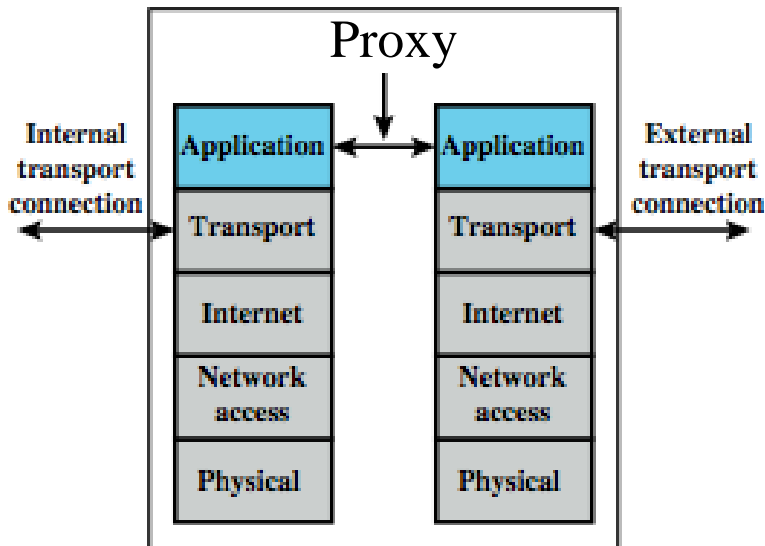 Proxy
Internal
transport
connection
Application
Transport
Internet
Network
access
Physical
Application
Transport
Internet
Network
access
Physical
External
transport
connection